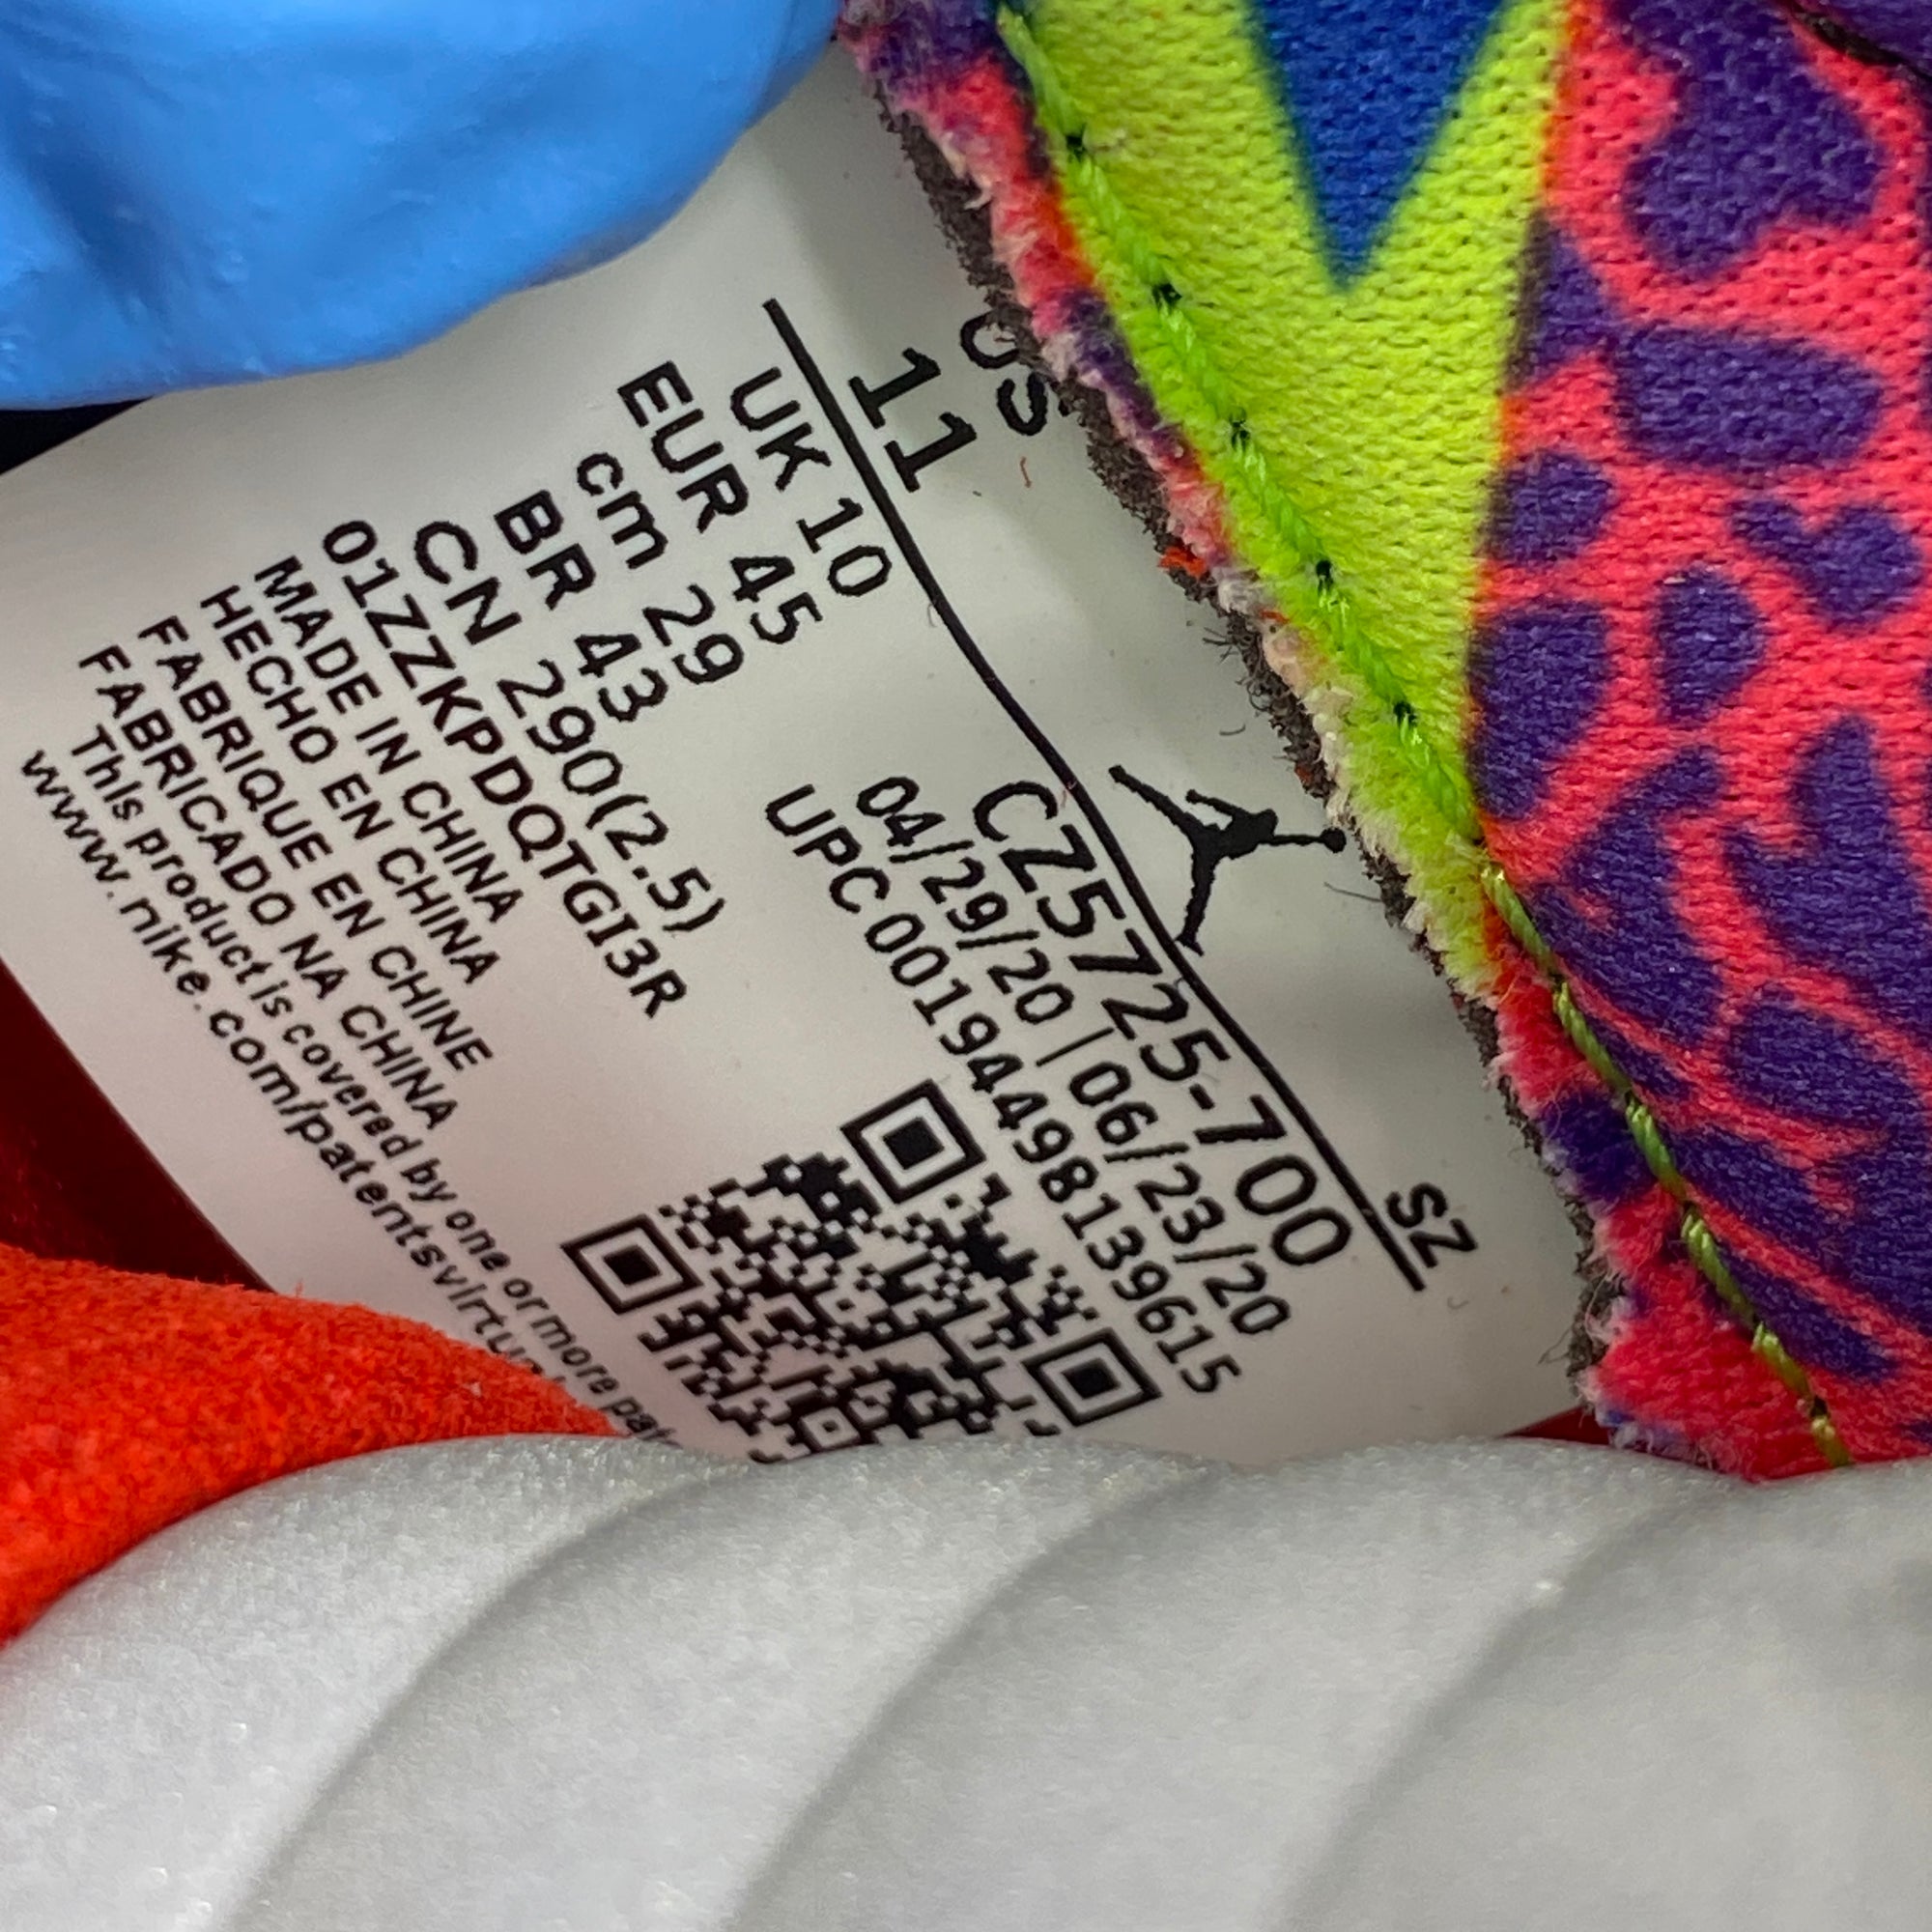 US
11
SZ
UK 10
EUR 45
cm 29
BR 43
CN 290(2.5)
01ZZKPDQTGI3R
MADE IN CHINA
HECHO EN CHINA
FABRIQUE EN CHINE
FABRICADO NA CHINA
This product is covered by one or more
www.nike.com/patentsvirtu
CZ5725-700
04/29/20 | 06/23/20
UPC 00194498139615